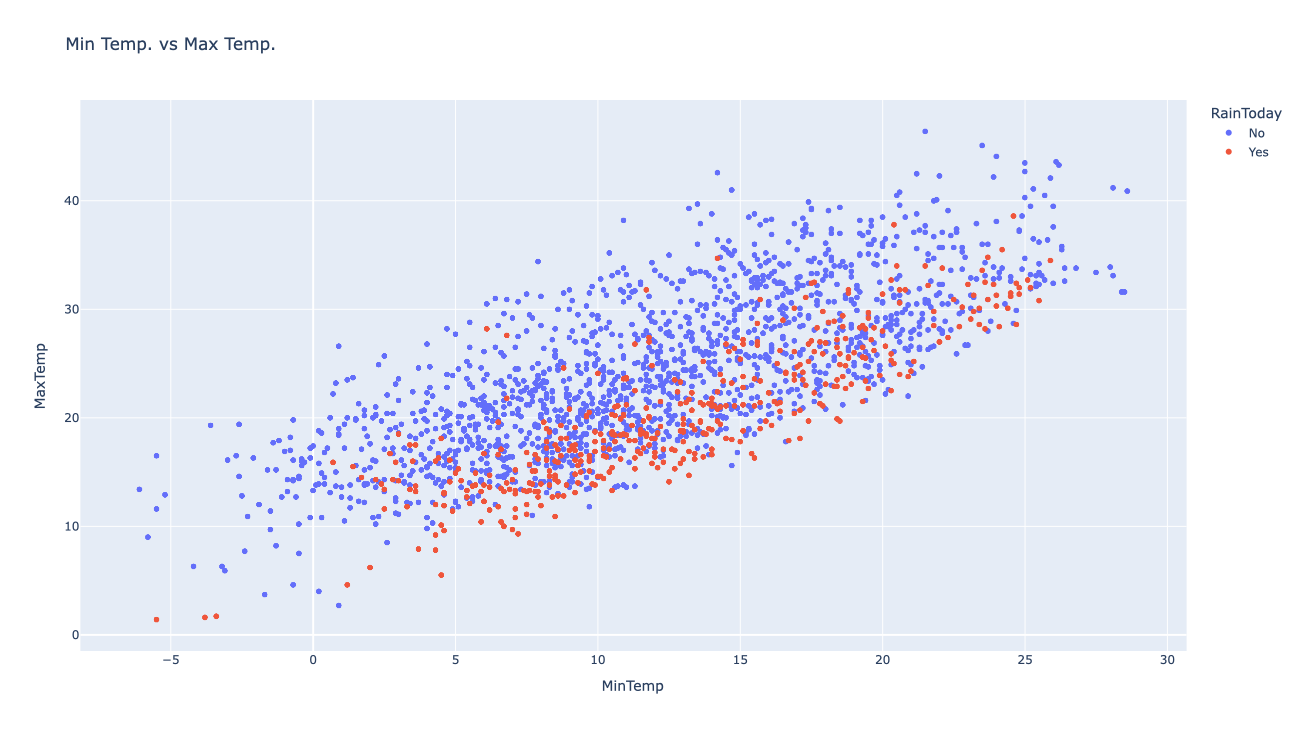 Min Temp. vs Max Temp.
RainToday
No
Yes
MaxTemp
40
30
20
10
0
−5
0
5
10
15
20
25
30
MinTemp